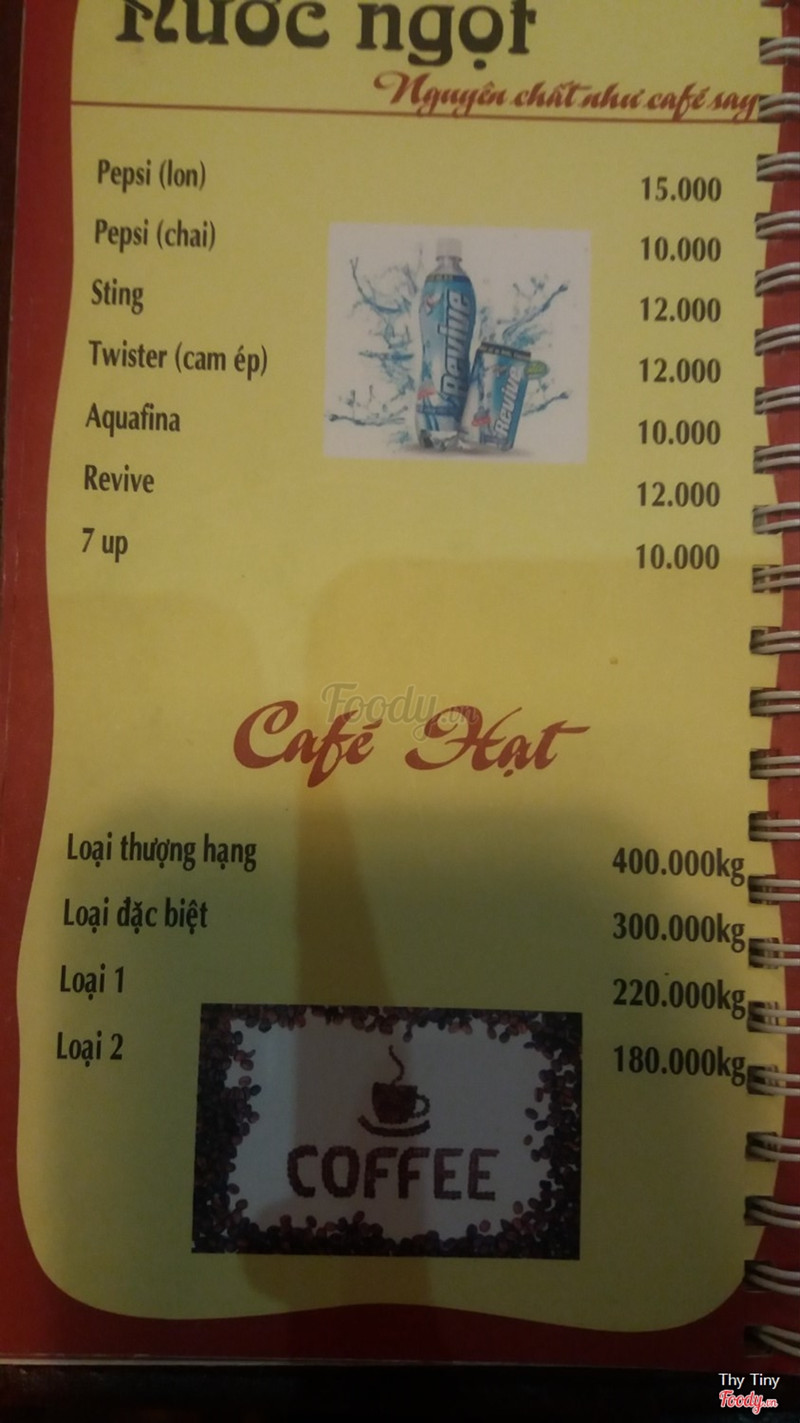 Nước ngọt
Nguyên chất như café say
Pepsi (lon) 15.000
Pepsi (chai) 10.000
Sting 12.000
Twister (cam ép) 12.000
Aquafina 10.000
Revive 12.000
7 up 10.000
Revive
Revive
Foody.vn
Café Hạt
Loại thượng hạng 400.000kg
Loại đặc biệt 300.000kg
Loại 1 220.000kg
Loại 2 180.000kg
COFFEE
Thy Tiny
Foody.vn